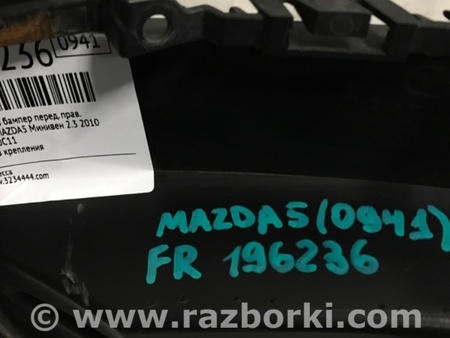 236 0941
бампер перед. прав.
MAZDA5 Минивен 2.3 2010
C11
крепления
3234444.com
MAZDA5 (0941)
FR 196236
© www.razborki.com